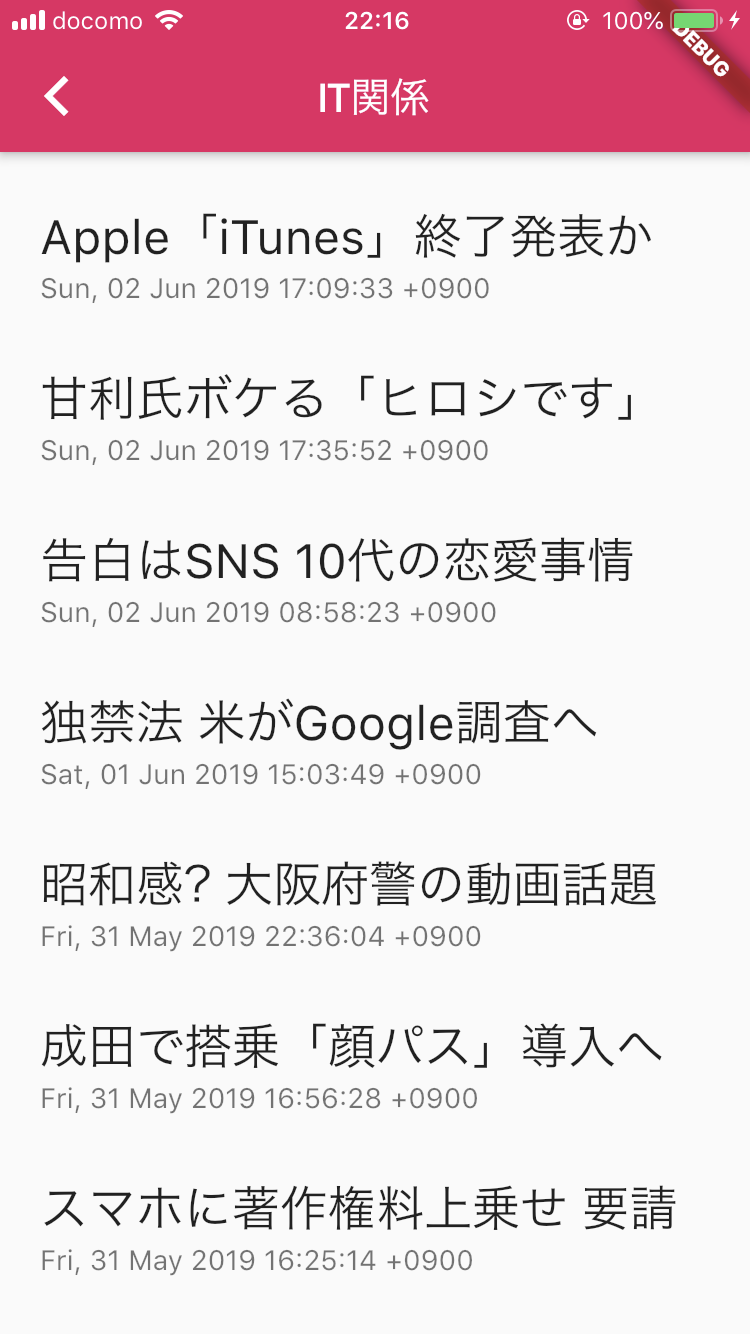 docomo 22:16 100%
DEBUG
IT関係
Apple「iTunes」終了発表か
Sun, 02 Jun 2019 17:09:33 +0900
甘利氏ボケる「ヒロシです」
Sun, 02 Jun 2019 17:35:52 +0900
告白はSNS 10代の恋愛事情
Sun, 02 Jun 2019 08:58:23 +0900
独禁法 米がGoogle調査へ
Sat, 01 Jun 2019 15:03:49 +0900
昭和感? 大阪府警の動画話題
Fri, 31 May 2019 22:36:04 +0900
成田で搭乗「顔パス」導入へ
Fri, 31 May 2019 16:56:28 +0900
スマホに著作権料上乗せ 要請
Fri, 31 May 2019 16:25:14 +0900